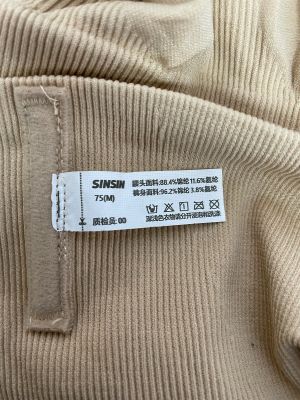 SINSIN
75(M)
质检员:00
腰头面料:88.4%锦纶 11.6%氨纶
裤身面料:96.2%锦纶 3.8%氨纶
深浅色衣物请分开浸泡和洗涤